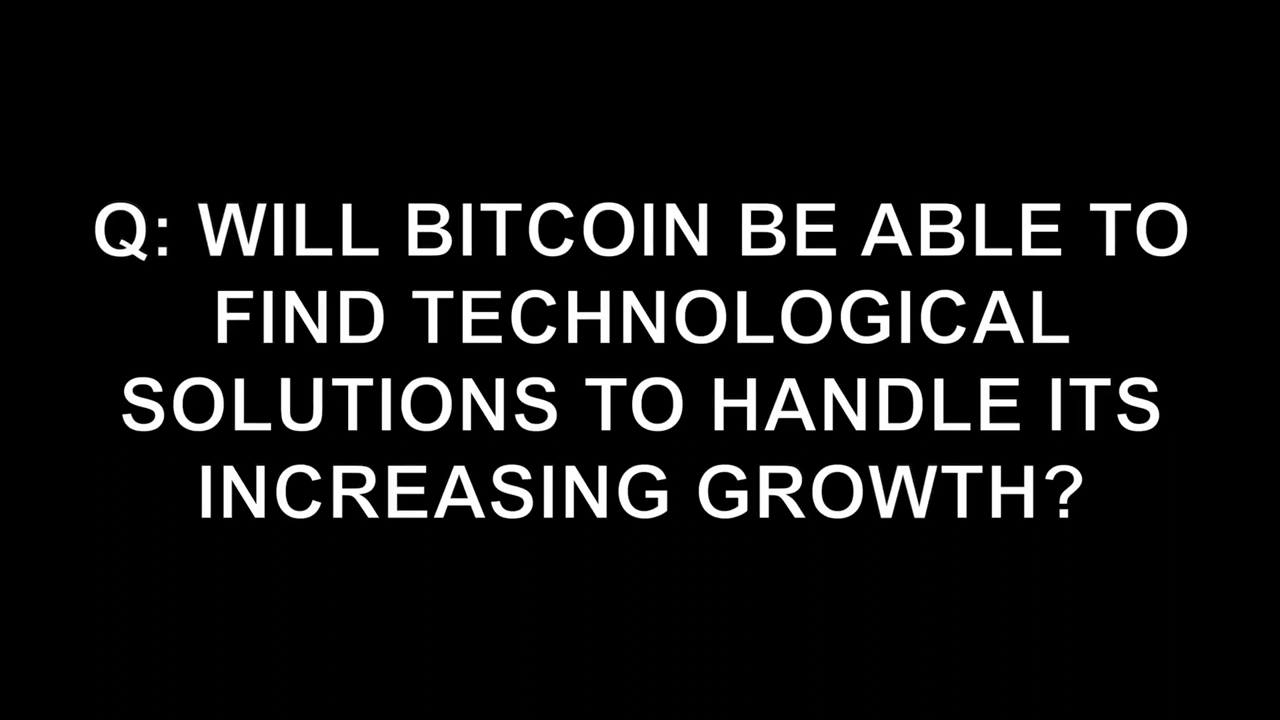 Q: WILL BITCOIN BE ABLE TO
FIND TECHNOLOGICAL
SOLUTIONS TO HANDLE ITS
INCREASING GROWTH?